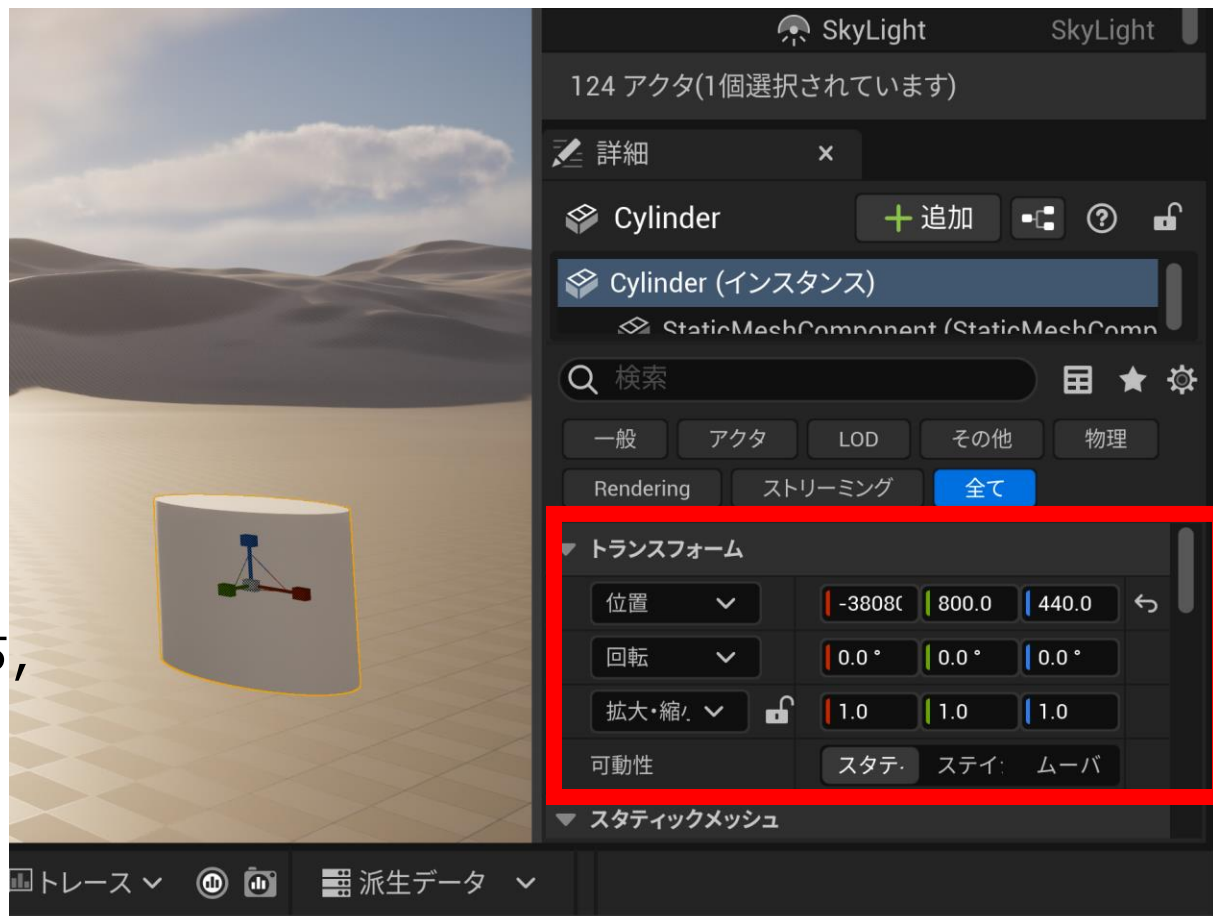 SkyLight SkyLight
124 アクタ(1個選択されています)
詳細 ×
Cylinder 追加
Cylinder (インスタンス)
StaticMeshComponent (StaticMeshComp
検索
一般 アクタ LOD その他 物理
Rendering ストリーミング 全て
トランスフォーム
位置 -38080 800.0 440.0
回転 0.0 ° 0.0 ° 0.0 °
拡大・縮 1.0 1.0 1.0
可動性 スタテ ステイ ムーバ
スタティックメッシュ
トレース 派生データ